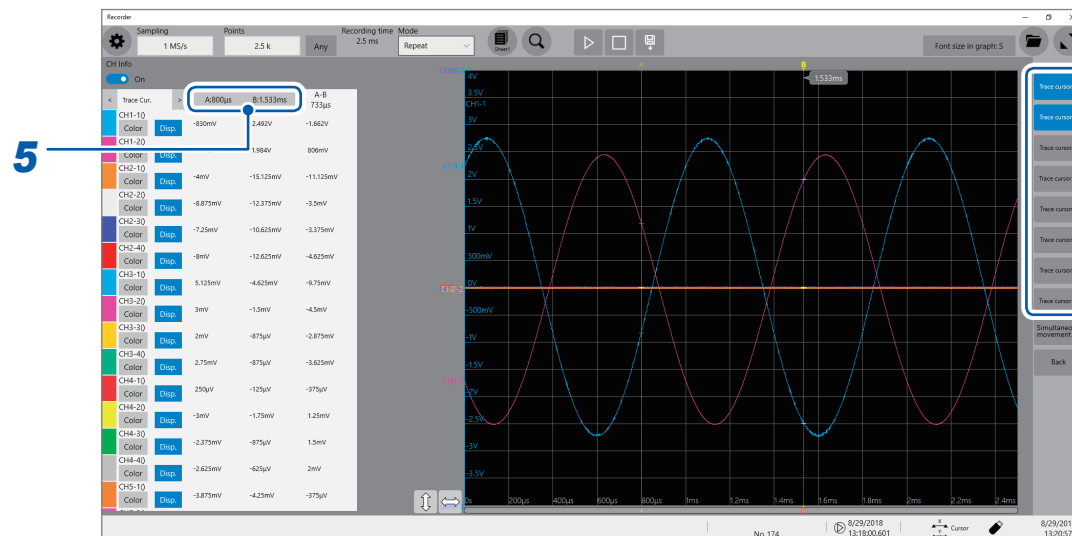 Recorder
Sampling Points Recording time Mode
1 MS/s 2.5 k Any 2.5 ms Repeat Sheet1 Font size in graph: S
CH Info
On
1.533ms
A B
< Trace Cur. > A:800µs B:1.533ms A-B
733µs
CH1-1()
Color Disp. -830mV -2.492V -1.662V
CH1-2()
Color Disp. 1.984V 806mV
CH2-1()
Color Disp. -4mV -15.125mV -11.125mV
CH2-2()
Color Disp. -8.875mV -12.375mV -3.5mV
CH2-3()
Color Disp. -7.25mV -10.625mV -3.375mV
CH2-4()
Color Disp. -8mV -12.625mV -4.625mV
CH3-1()
Color Disp. 5.125mV -4.625mV -9.75mV
CH3-2()
Color Disp. 3mV -1.5mV -4.5mV
CH3-3()
Color Disp. 2mV -875µV -2.875mV
CH3-4()
Color Disp. 2.75mV -875µV -3.625mV
CH4-1()
Color Disp. 250µV -125µV -375µV
CH4-2()
Color Disp. -3mV -1.75mV 1.25mV
CH4-3()
Color Disp. -2.375mV -875µV 1.5mV
CH4-4()
Color Disp. -2.625mV -625µV 2mV
CH5-1()
Color Disp. -3.875mV -4.25mV -375µV
5
4V
3.5V
CH1-1
3V
2.5V
2V
1.5V
1V
500mV
0V
-500mV
-1V
-1.5V
-2V
-2.5V
-3V
-3.5V
0s 200µs 400µs 600µs 800µs 1ms 1.2ms 1.4ms 1.6ms 1.8ms 2ms 2.2ms 2.4ms
Trace cursor
Trace cursor
Trace cursor
Trace cursor
Trace cursor
Trace cursor
Trace cursor
Trace cursor
Simultaneo
movement
Back
No. 174
8/29/2018
13:18:00.601
X
Y
Cursor
8/29/201
13:20:57